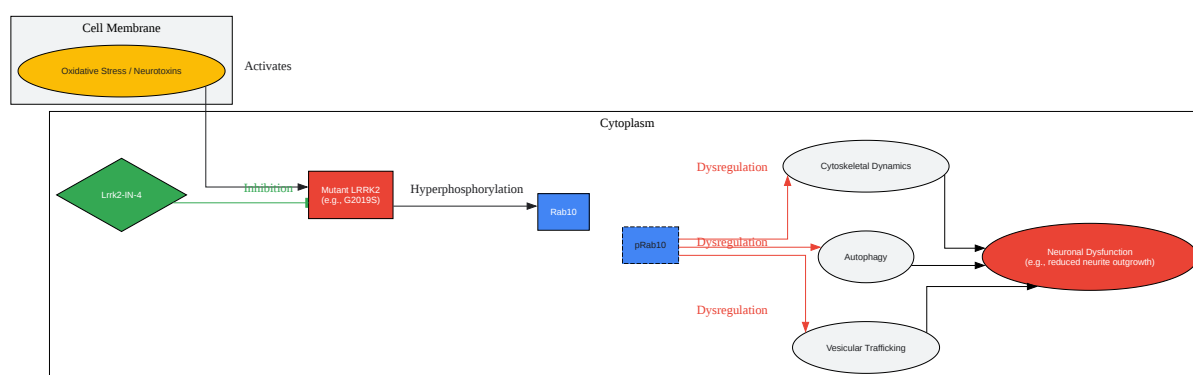 Cell Membrane
Oxidative Stress / Neurotoxins
Activates
Cytoplasm
Lrrk2-IN-4
Inhibition
Mutant LRRK2
(e.g., G2019S)
Hyperphosphorylation
Rab10
pRab10
Dysregulation
Dysregulation
Dysregulation
Cytoskeletal Dynamics
Autophagy
Vesicular Trafficking
Neuronal Dysfunction
(e.g., reduced neurite outgrowth)